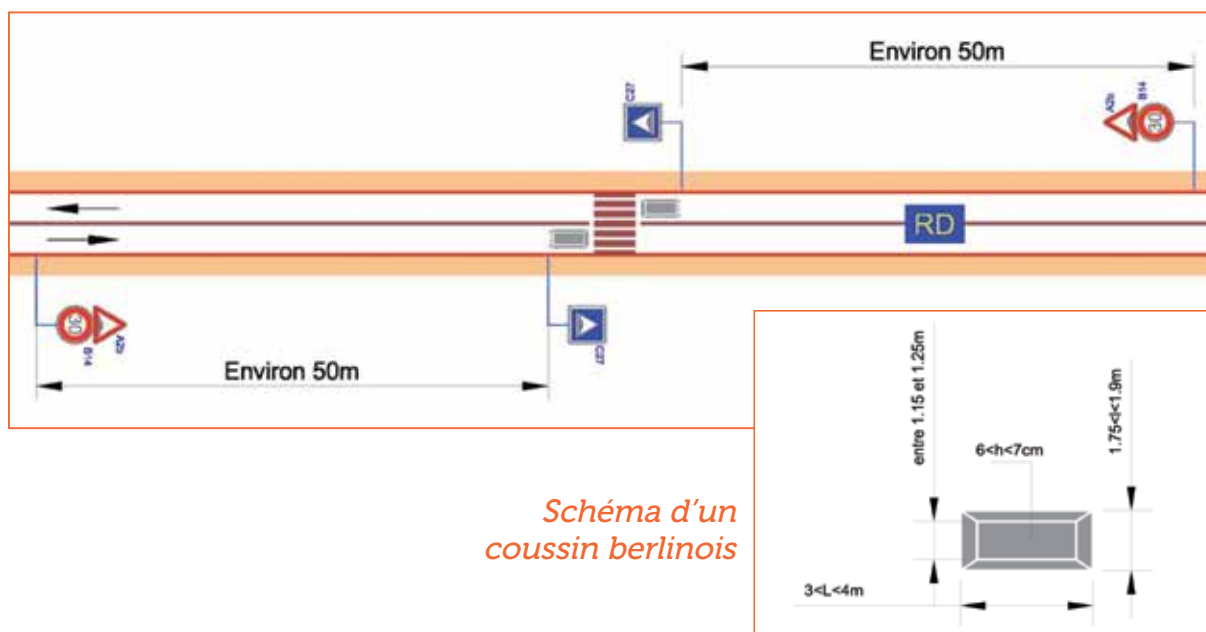 Environ 50m
C27
A2b
B14
30
RD
30
B14
A2b
C27
Environ 50m
entre 1.15 et 1.25m
6<h<7cm
1.75<l<1.9m
3<L<4m
Schéma d'un
coussin berlinois